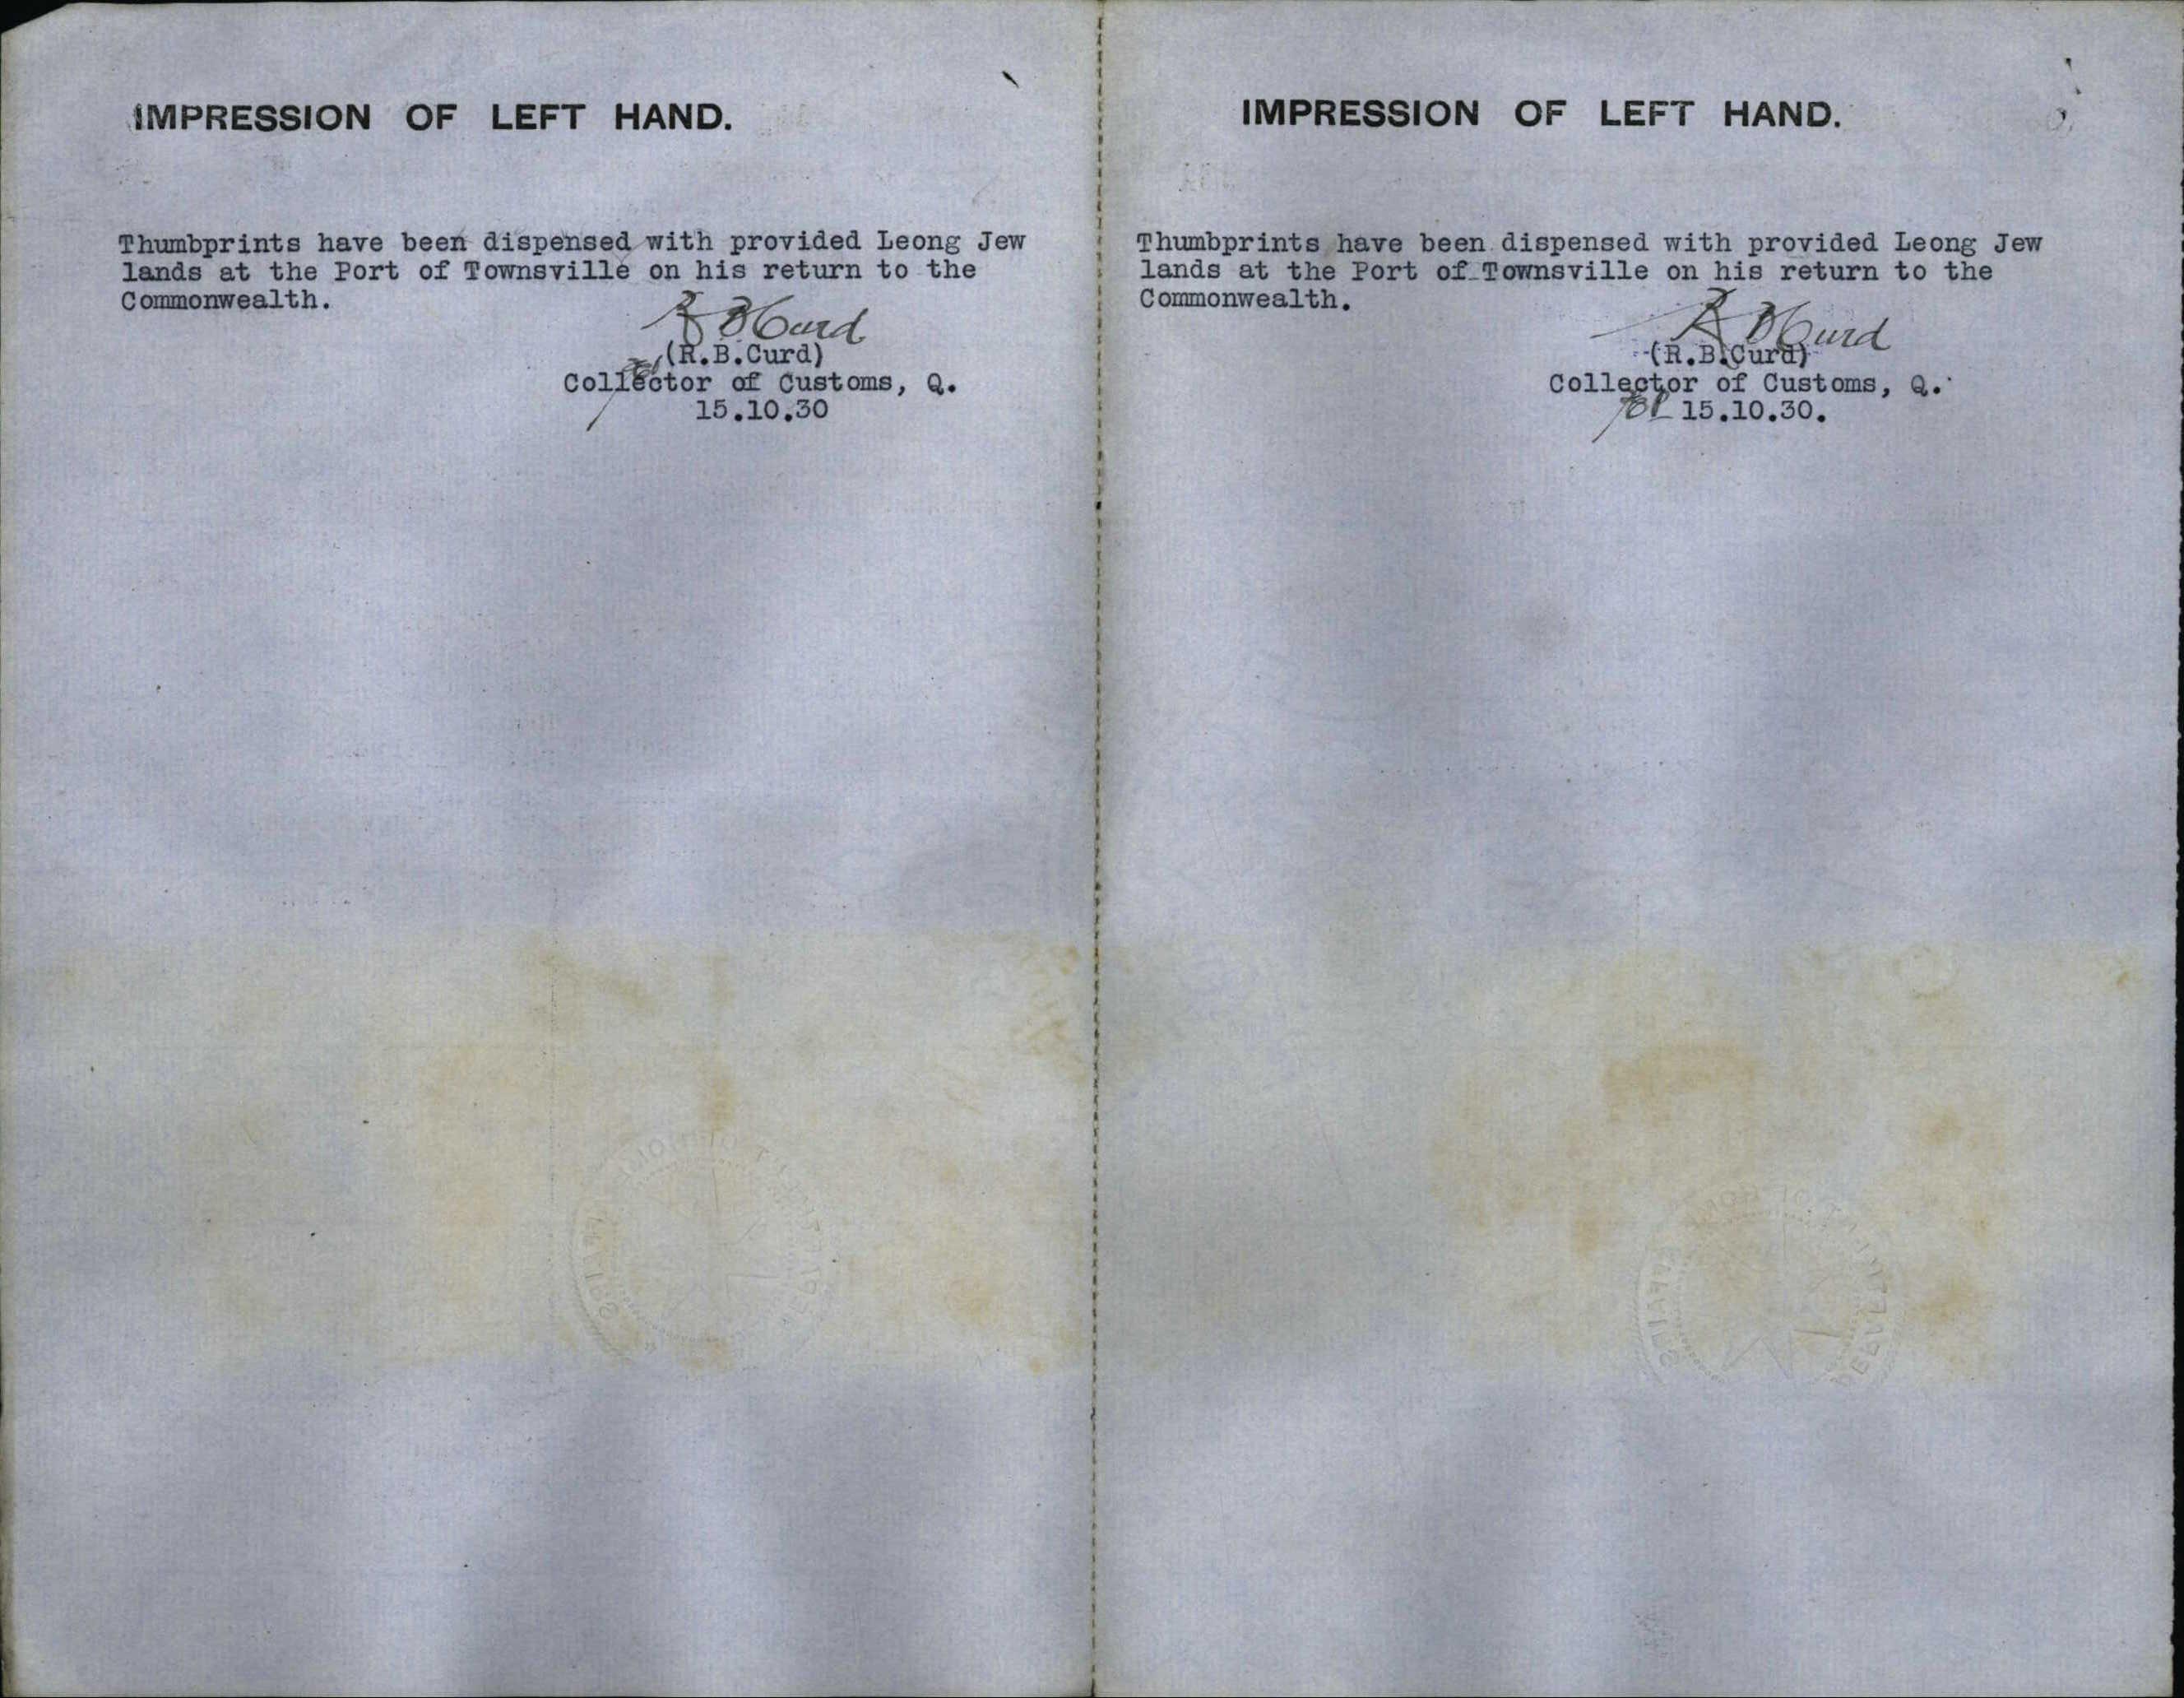 IMPRESSION OF LEFT HAND.
Thumbprints have been dispensed with provided Leong Jew
lands at the Port of Townsville on his return to the
Commonwealth.
R B Curd
(R.B.Curd)
Collector of Customs, Q.
15.10.30
IMPRESSION OF LEFT HAND.
Thumbprints have been dispensed with provided Leong Jew
lands at the Port of Townsville on his return to the
Commonwealth.
R B Curd
(R.B.Curd)
Collector of Customs, Q.
for 15.10.30.